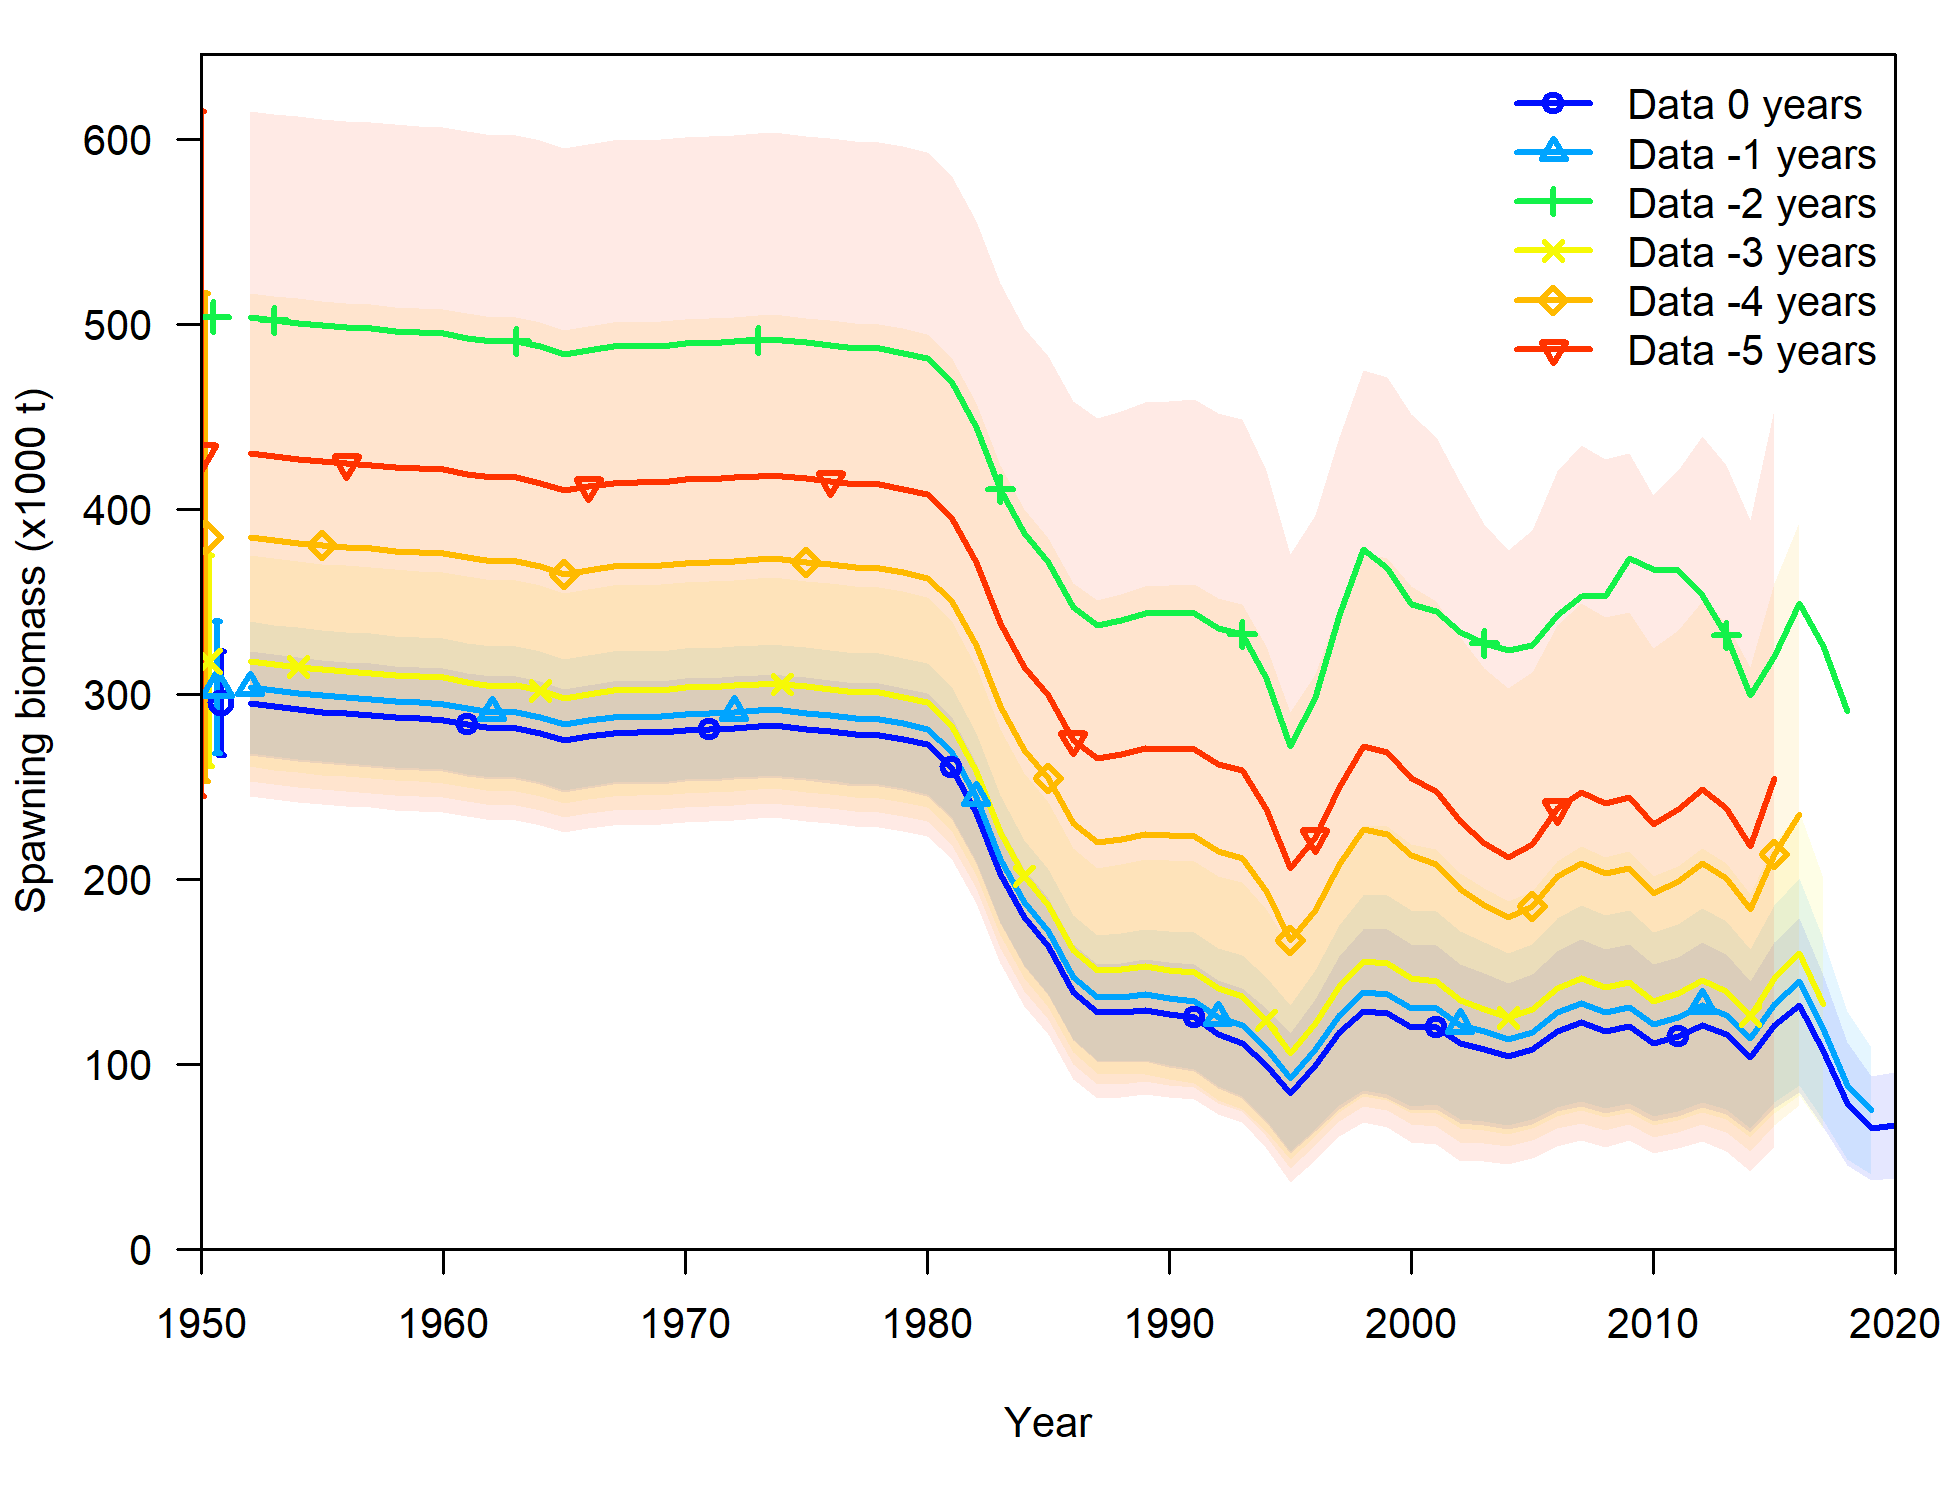 Data 0 years
Data -1 years
Data -2 years
Data -3 years
Data -4 years
Data -5 years
Spawning biomass (x1000 t)
600
500
400
300
200
100
0
1950 1960 1970 1980 1990 2000 2010 2020
Year